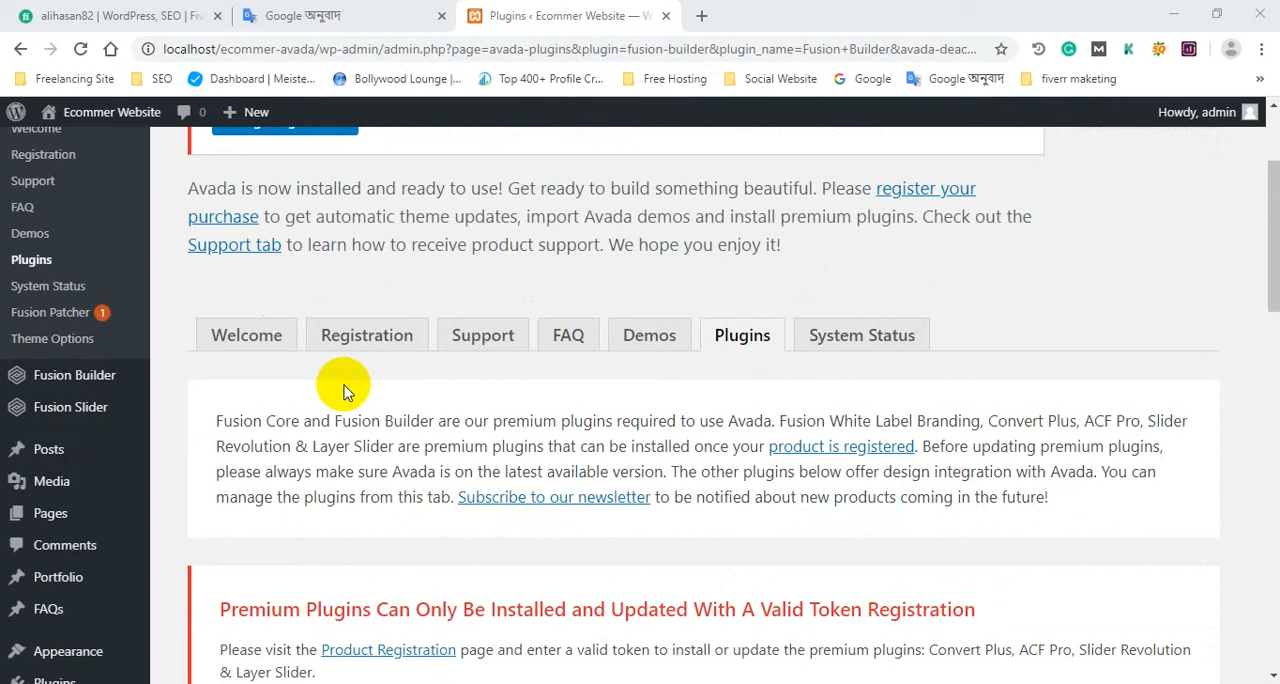 alihasan82 | WordPress, SEO | Fiv
Google অনুবাদ
Plugins ‹ Ecommer Website — W
localhost/ecommer-avada/wp-admin/admin.php?page=avada-plugins&plugin=fusion-builder&plugin_name=Fusion+Builder&avada-deac...
Freelancing Site
SEO
Dashboard | Meiste...
Bollywood Lounge |...
Top 400+ Profile Cr...
Free Hosting
Social Website
Google
Google অনুবাদ
fiverr maketing
»
Ecommer Website
0
New
Howdy, admin
Welcome
Registration
Support
FAQ
Demos
Plugins
System Status
Fusion Patcher 1
Theme Options
Fusion Builder
Fusion Slider
Posts
Media
Pages
Comments
Portfolio
FAQs
Appearance
Plugins
Avada is now installed and ready to use! Get ready to build something beautiful. Please register your
purchase to get automatic theme updates, import Avada demos and install premium plugins. Check out the
Support tab to learn how to receive product support. We hope you enjoy it!
Welcome
Registration
Support
FAQ
Demos
Plugins
System Status
Fusion Core and Fusion Builder are our premium plugins required to use Avada. Fusion White Label Branding, Convert Plus, ACF Pro, Slider
Revolution & Layer Slider are premium plugins that can be installed once your product is registered. Before updating premium plugins,
please always make sure Avada is on the latest available version. The other plugins below offer design integration with Avada. You can
manage the plugins from this tab. Subscribe to our newsletter to be notified about new products coming in the future!
Premium Plugins Can Only Be Installed and Updated With A Valid Token Registration
Please visit the Product Registration page and enter a valid token to install or update the premium plugins: Convert Plus, ACF Pro, Slider Revolution
& Layer Slider.